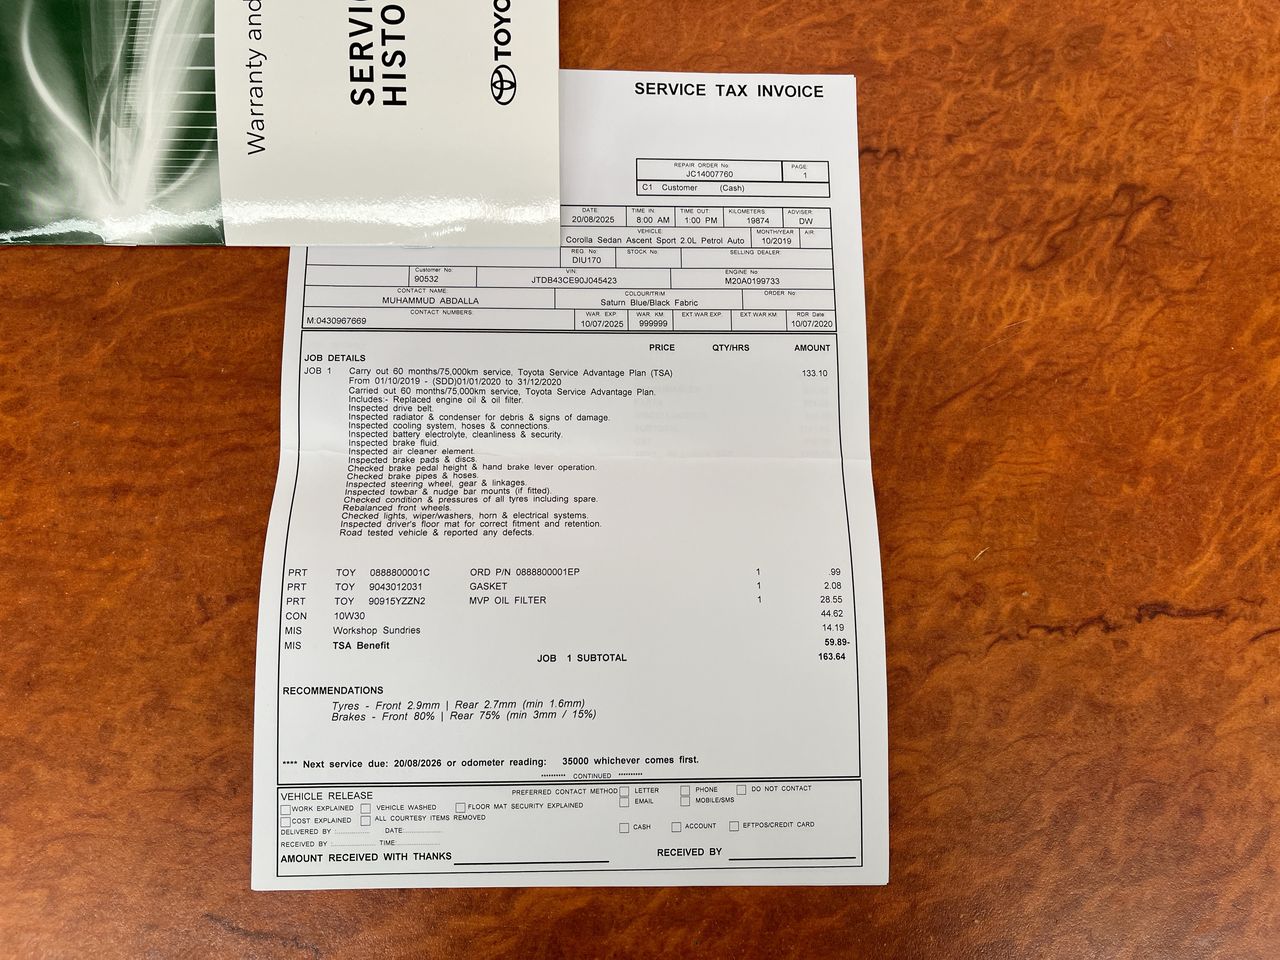 Warranty and
SERVIC
HISTO
TOYO
SERVICE TAX INVOICE
REPAIR ORDER No:
JC14007760
PAGE:
1
C1 Customer (Cash)
DATE: TIME IN: TIME OUT: KILOMETERS ADVISER:
20/08/2025 8:00 AM 1:00 PM 19874 DW
VEHICLE MONTH/YEAR AIR:
Corolla Sedan Ascent Sport 2.0L Petrol Auto 10/2019
REG. No: STOCK No: SELLING DEALER:
DIU170
Customer No: VIN: ENGINE No
90532 JTDB43CE90J045423 M20A0199733
CONTACT NAME: COLOUR/TRIM ORDER No:
MUHAMMUD ABDALLA Saturn Blue/Black Fabric
CONTACT NUMBERS: WAR. EXP. WAR. KM EXT WAR EXP. EXT WAR KM RDR Date
M:0430967669 10/07/2025 999999 10/07/2020
PRICE QTY/HRS AMOUNT
JOB DETAILS
JOB 1 Carry out 60 months/75,000km service, Toyota Service Advantage Plan (TSA) 133.10
From 01/10/2019 - (SDD)01/01/2020 to 31/12/2020
Carried out 60 months/75,000km service, Toyota Service Advantage Plan.
Includes:- Replaced engine oil & oil filter.
Inspected drive belt.
Inspected radiator & condenser for debris & signs of damage.
Inspected cooling system, hoses & connections.
Inspected battery electrolyte, cleanliness & security.
Inspected brake fluid.
Inspected air cleaner element.
Inspected brake pads & discs.
Checked brake pedal height & hand brake lever operation.
Checked brake pipes & hoses.
Inspected steering wheel, gear & linkages.
Inspected towbar & nudge bar mounts (if fitted).
Checked condition & pressures of all tyres including spare.
Rebalanced front wheels.
Checked lights, wiper/washers, horn & electrical systems.
Inspected driver's floor mat for correct fitment and retention.
Road tested vehicle & reported any defects.
PRT TOY 0888800001C ORD P/N 0888800001EP 1 .99
PRT TOY 9043012031 GASKET 1 2.08
PRT TOY 90915YZZN2 MVP OIL FILTER 1 28.55
CON 10W30 44.62
MIS Workshop Sundries 14.19
MIS TSA Benefit 59.89-
JOB 1 SUBTOTAL 163.64
RECOMMENDATIONS
Tyres - Front 2.9mm | Rear 2.7mm (min 1.6mm)
Brakes - Front 80% | Rear 75% (min 3mm / 15%)
**** Next service due: 20/08/2026 or odometer reading: 35000 whichever comes first.
********** CONTINUED **********
VEHICLE RELEASE PREFERRED CONTACT METHOD LETTER PHONE DO NOT CONTACT
WORK EXPLAINED VEHICLE WASHED FLOOR MAT SECURITY EXPLAINED EMAIL MOBILE/SMS
COST EXPLAINED ALL COURTESY ITEMS REMOVED
DELIVERED BY : DATE: CASH ACCOUNT EFTPOS/CREDIT CARD
RECEIVED BY : TIME:
AMOUNT RECEIVED WITH THANKS RECEIVED BY